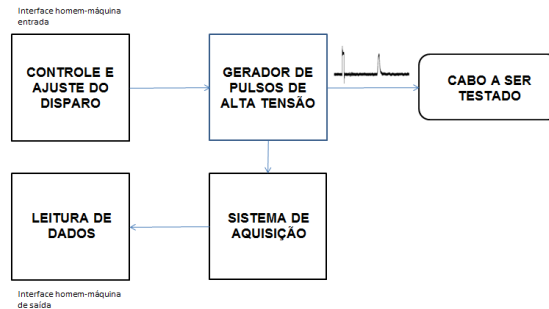 Interface homem-máquina
entrada
CONTROLE E
AJUSTE DO
DISPARO
GERADOR DE
PULSOS DE
ALTA TENSÃO
CABO A SER
TESTADO
LEITURA DE
DADOS
SISTEMA DE
AQUISIÇÃO
Interface homem-máquina
de saída